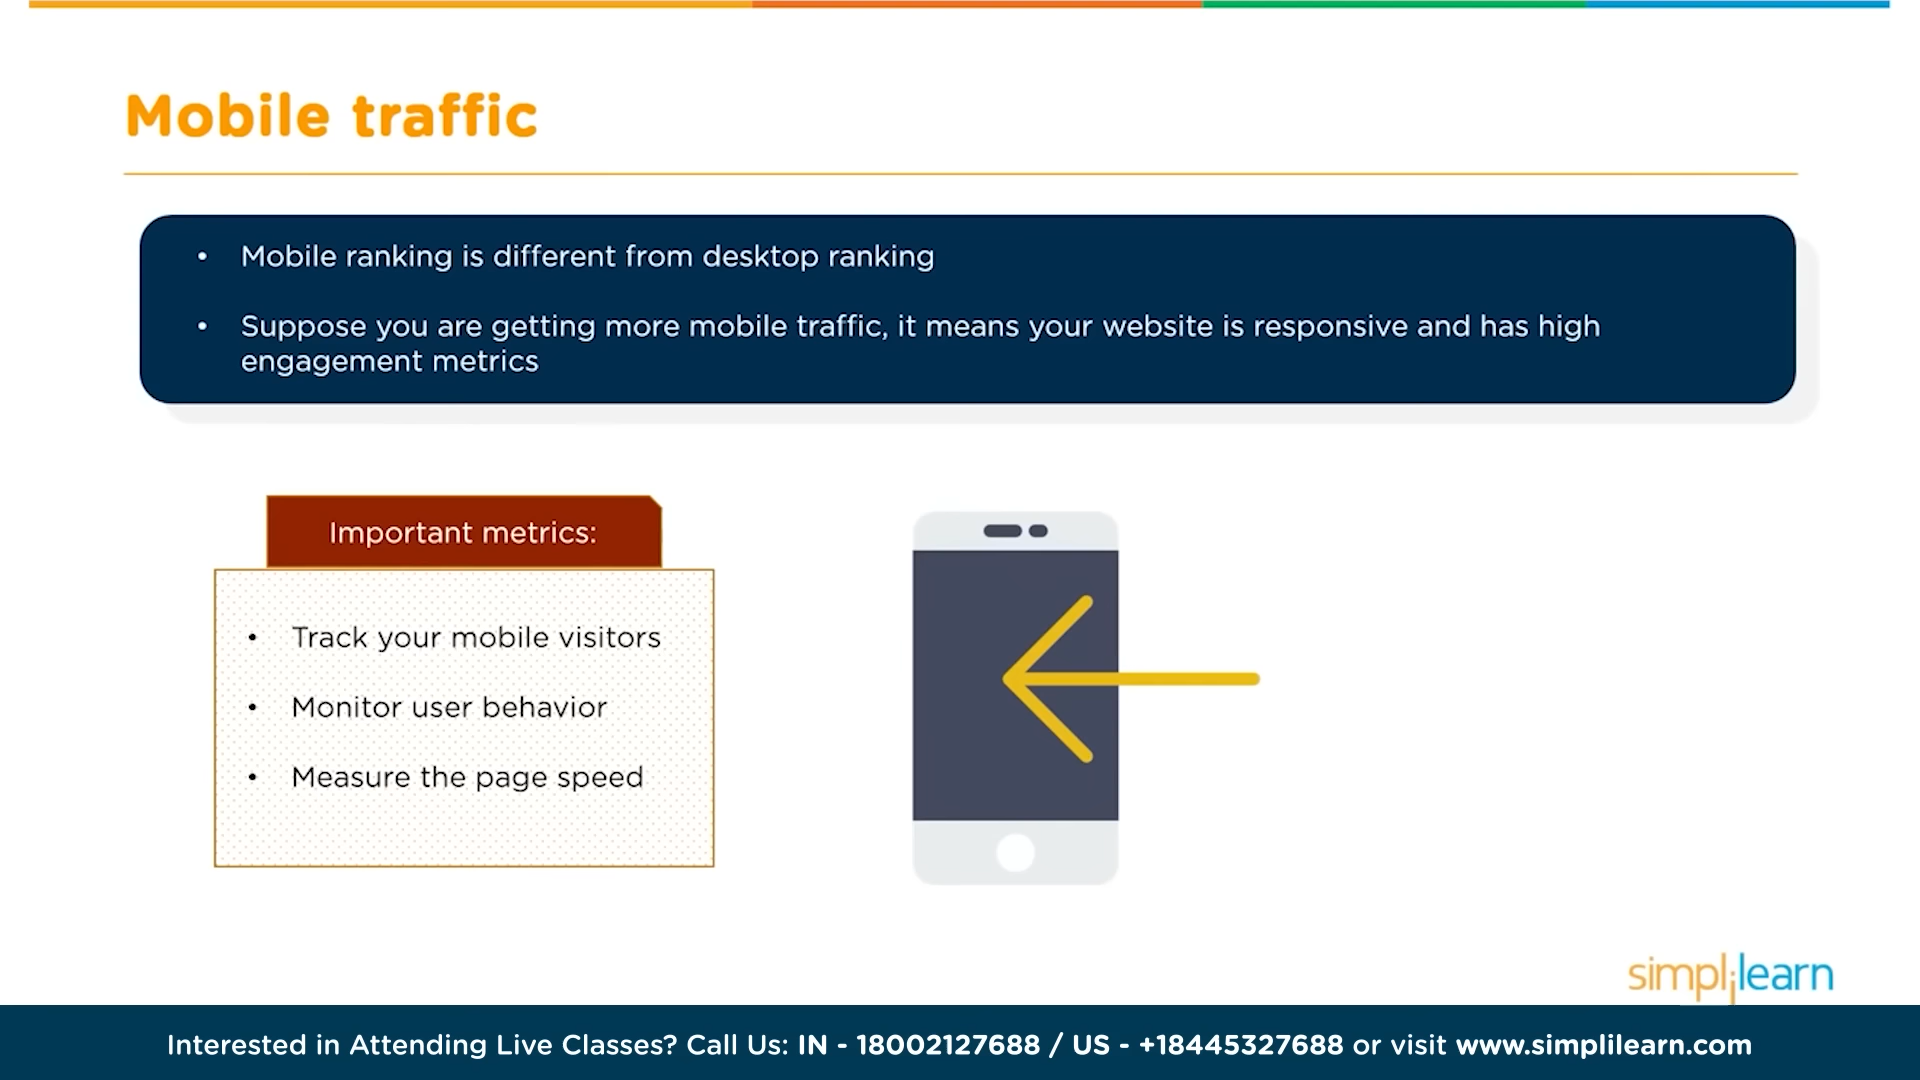 Mobile traffic
• Mobile ranking is different from desktop ranking
• Suppose you are getting more mobile traffic, it means your website is responsive and has high
engagement metrics
Important metrics:
• Track your mobile visitors
• Monitor user behavior
• Measure the page speed
simplilearn
Interested in Attending Live Classes? Call Us: IN - 18002127688 / US - +18445327688 or visit www.simplilearn.com